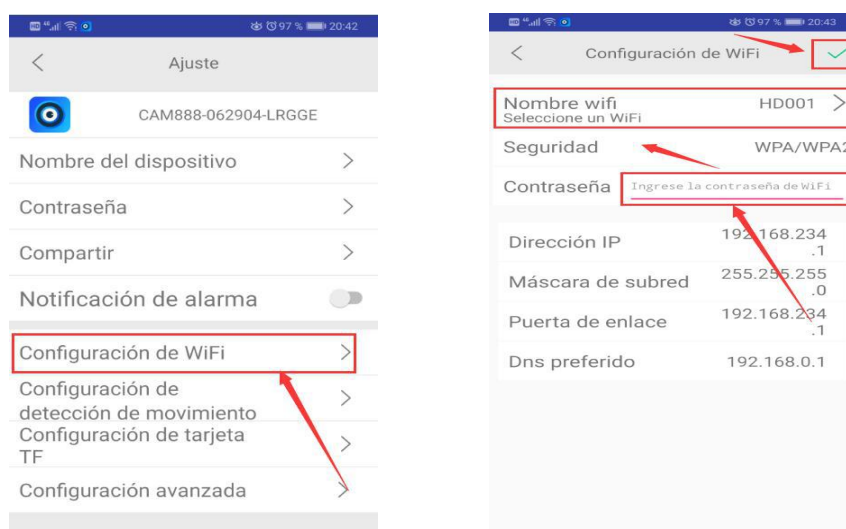 97 % 20:42
Ajuste
CAM888-062904-LRGGE
Nombre del dispositivo
Contraseña
Compartir
Notificación de alarma
Configuración de WiFi
Configuración de
detección de movimiento
Configuración de tarjeta
TF
Configuración avanzada
97 % 20:43
Configuración de WiFi
Nombre wifi HD001
Seleccione un WiFi
Seguridad WPA/WPA2
Contraseña Ingrese la contraseña de WiFi
Dirección IP 192.168.234
.1
Máscara de subred 255.255.255
.0
Puerta de enlace 192.168.234
.1
Dns preferido 192.168.0.1